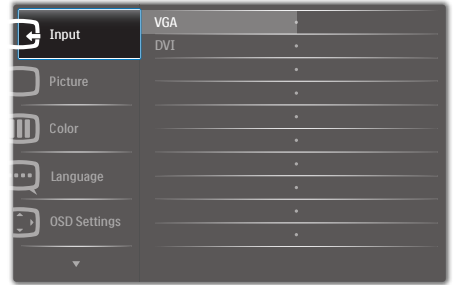 Input
Picture
Color
Language
OSD Settings
VGA
DVI